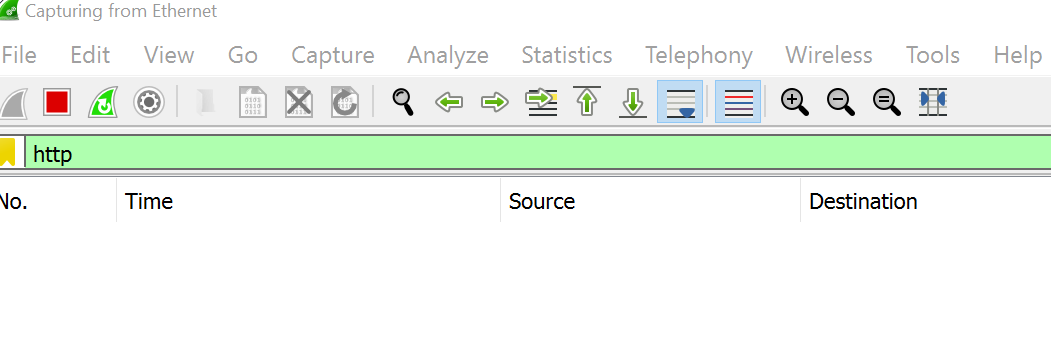 Capturing from Ethernet
File Edit View Go Capture Analyze Statistics Telephony Wireless Tools Help
http
No. Time Source Destination